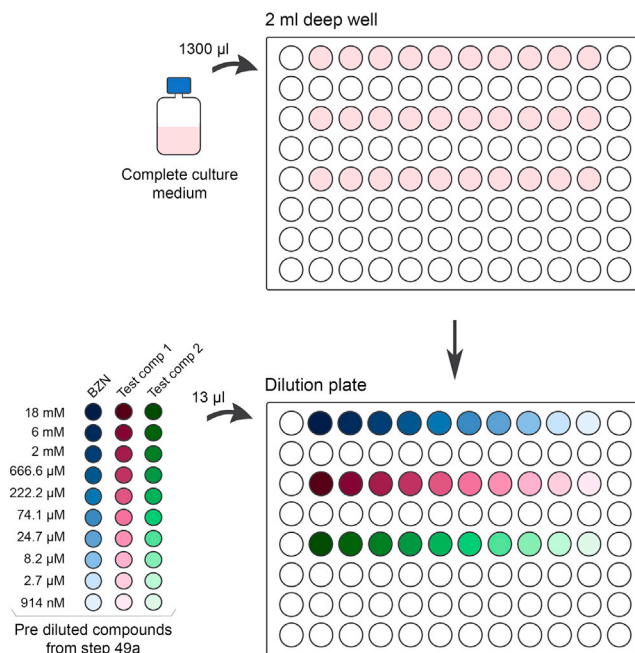 2 ml deep well
1300 µl
Complete culture
medium
BZN
Test comp 1
Test comp 2
13 µl
Dilution plate
18 mM
6 mM
2 mM
666.6 µM
222.2 µM
74.1 µM
24.7 µM
8.2 µM
2.7 µM
914 nM
Pre diluted compounds
from step 49a